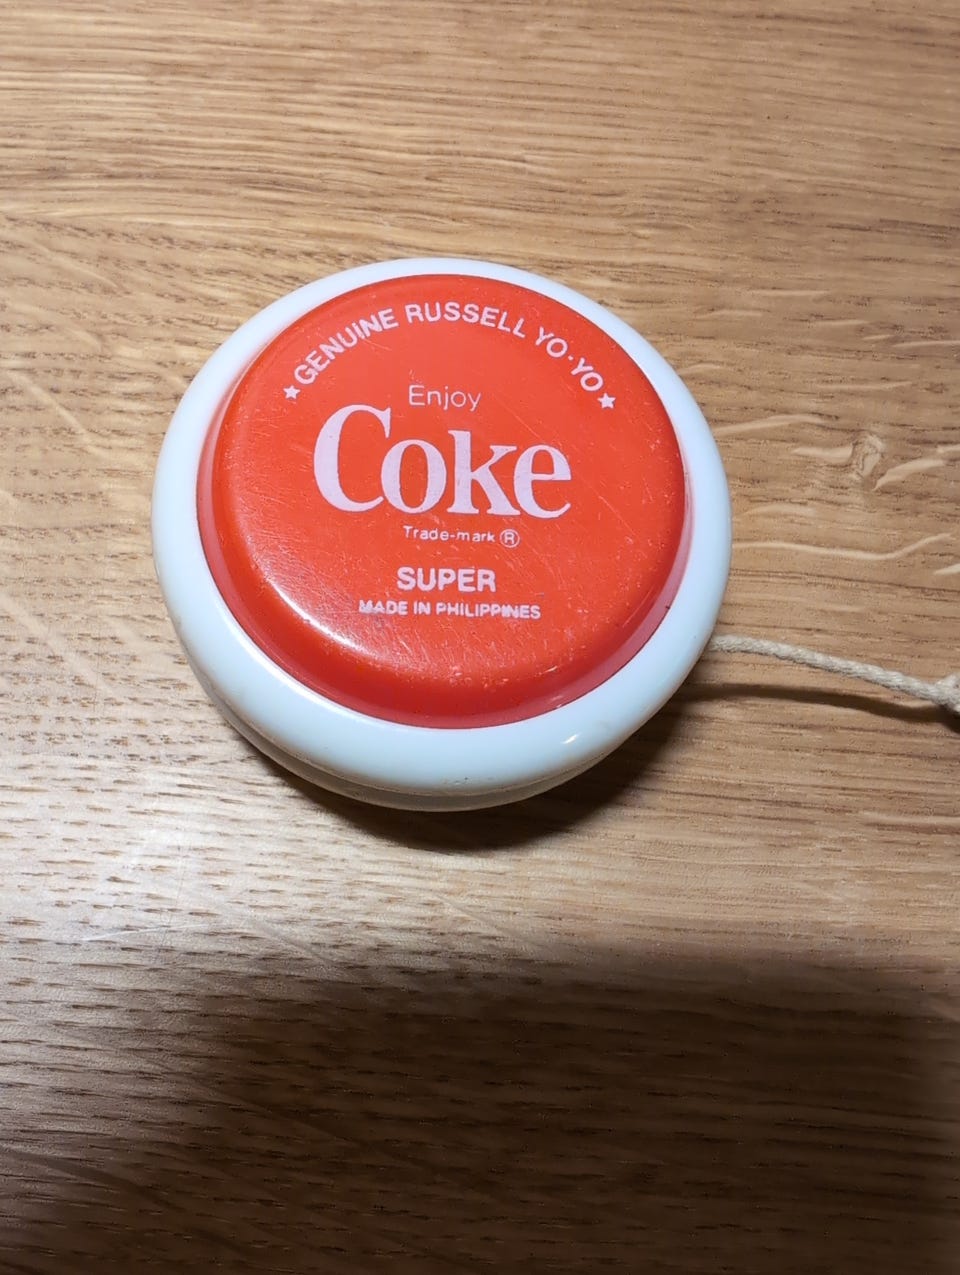 ★ GENUINE RUSSELL YO-YO ★
Enjoy
Coke
Trade-mark ®
SUPER
MADE IN PHILIPPINES